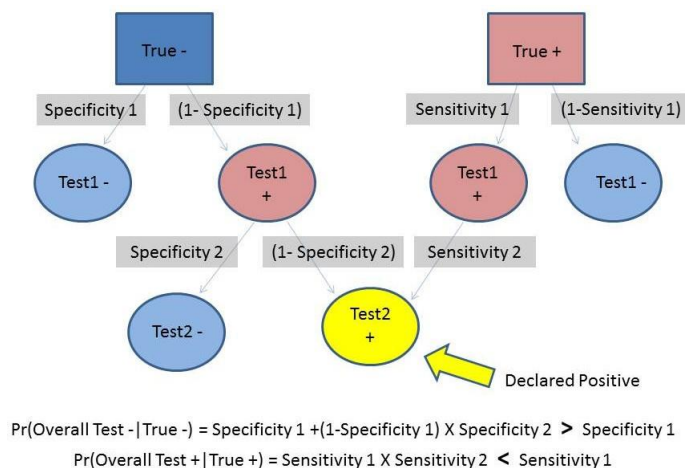 True -
True +
Specificity 1
(1- Specificity 1)
Sensitivity 1
(1-Sensitivity 1)
Test1 -
Test1
+
Test1
+
Test1 -
Specificity 2
(1- Specificity 2)
Sensitivity 2
Test2 -
Test2
+
Declared Positive
Pr(Overall Test -|True -) = Specificity 1 +(1-Specificity 1) X Specificity 2 > Specificity 1
Pr(Overall Test +|True +) = Sensitivity 1 X Sensitivity 2 < Sensitivity 1